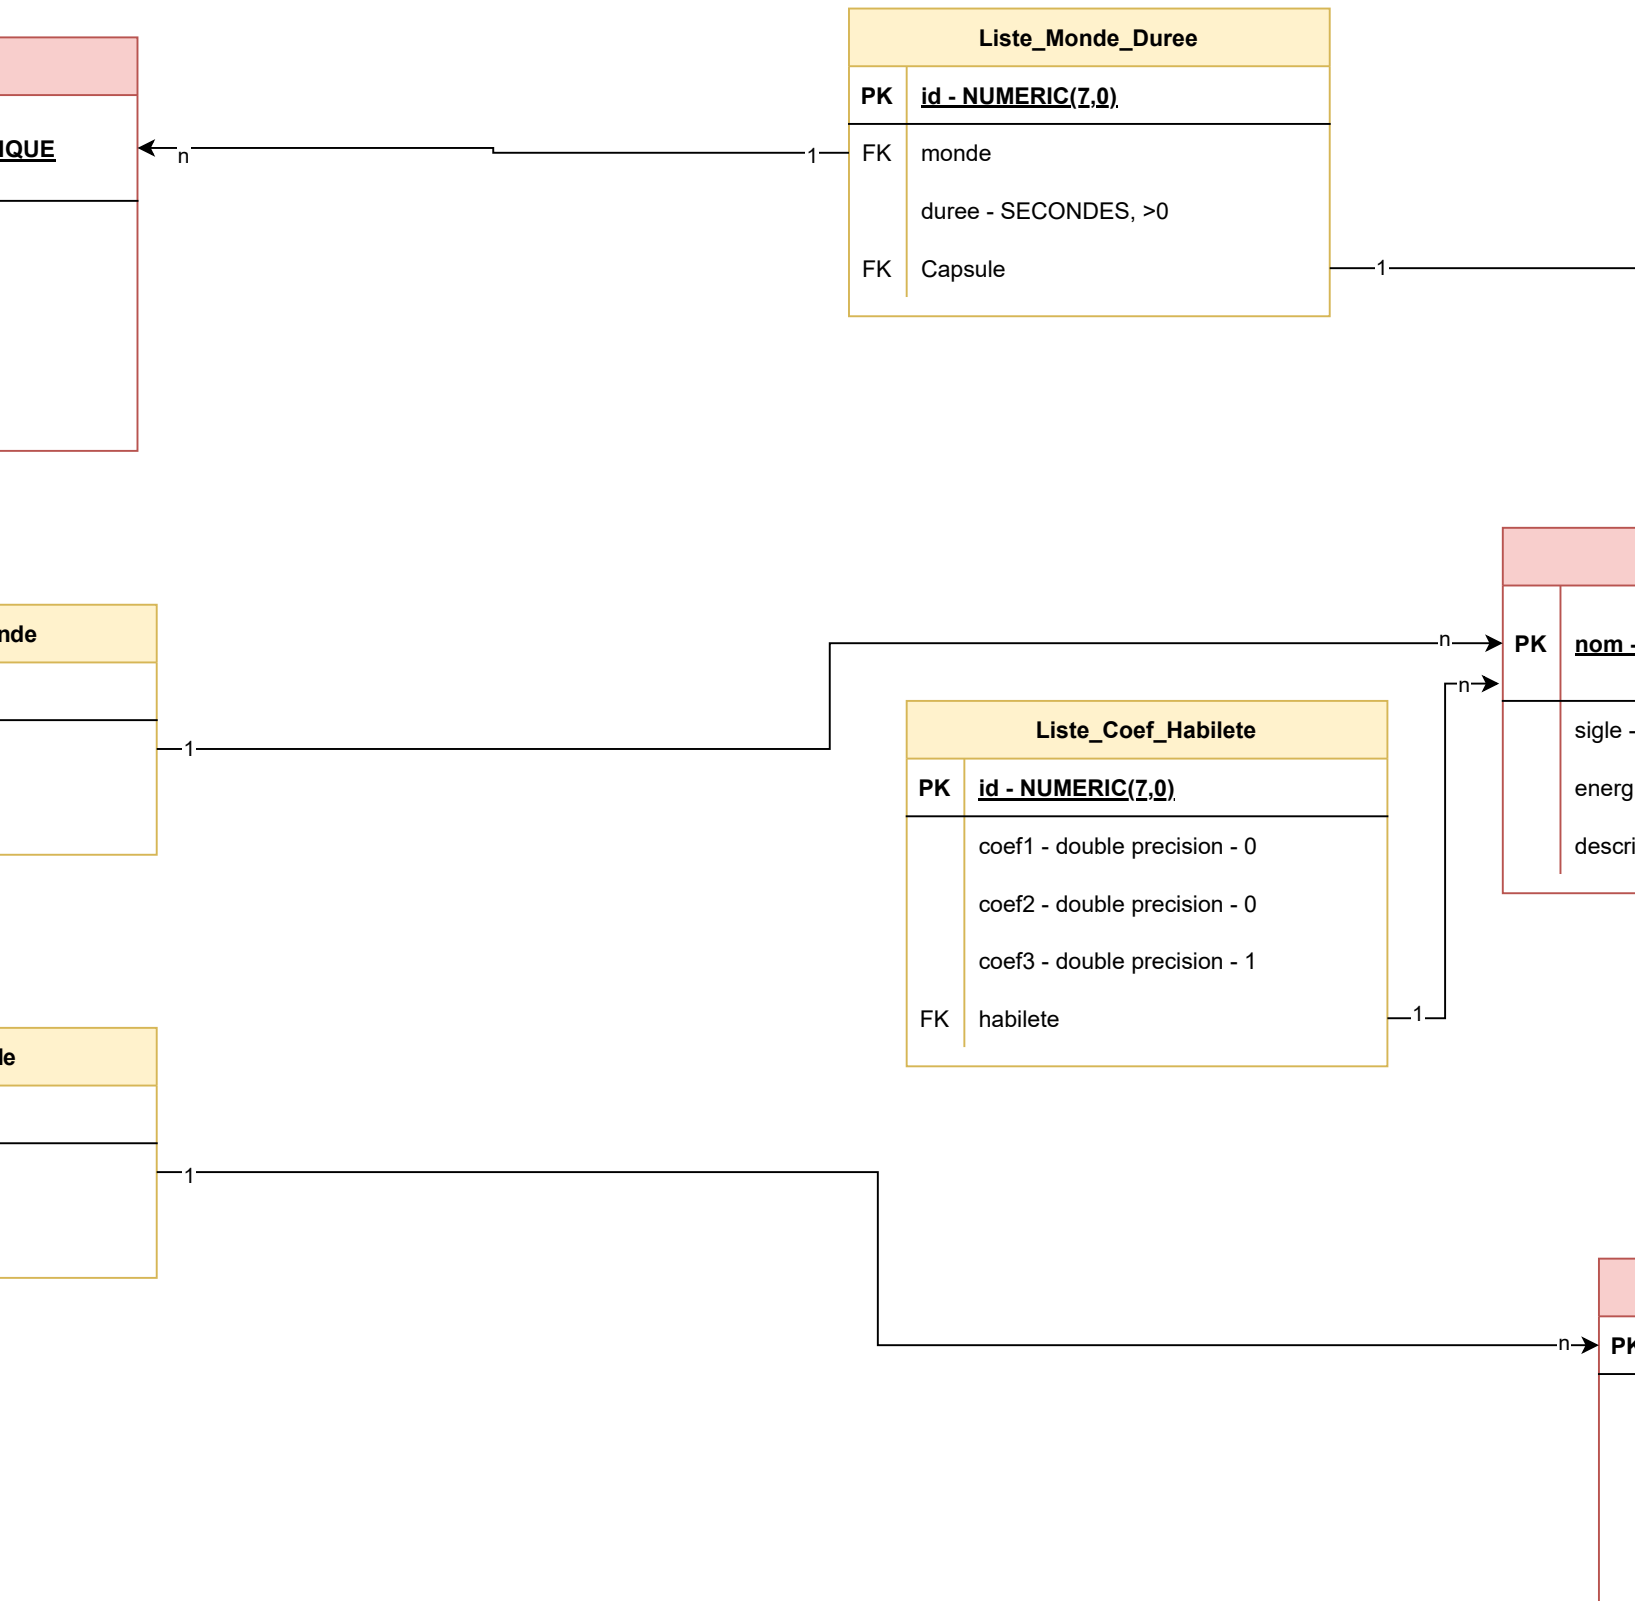 Liste_Monde_Duree
PK id - NUMERIC(7,0)
FK monde
duree - SECONDES, >0
FK Capsule
IQUE
n
1
1
nde
1
n
PK nom -
n
sigle -
energ
descri
Liste_Coef_Habilete
PK id - NUMERIC(7,0)
coef1 - double precision - 0
coef2 - double precision - 0
coef3 - double precision - 1
FK habilete
1
le
1
n
PK